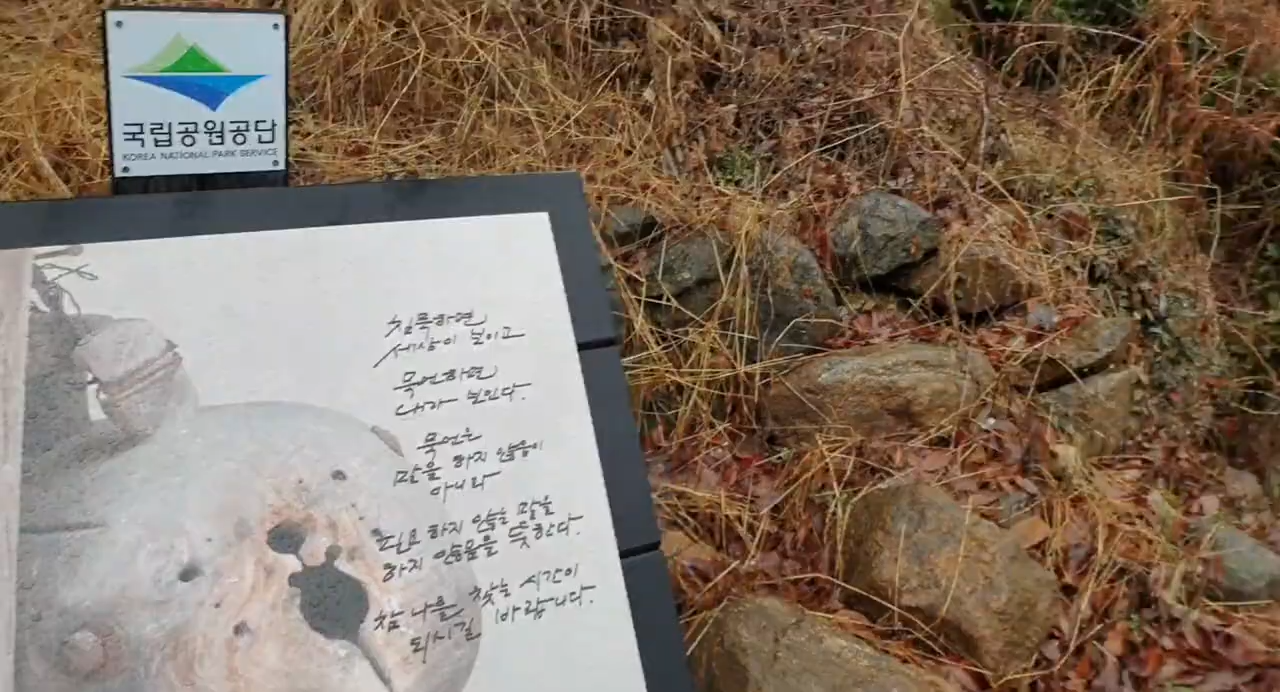 국립공원공단
KOREA NATIONAL PARK SERVICE
침묵하면
세상이 보이고
묵언하면
내가 보인다.
묵언은
말을 하지 않음이
아니라
필요 하지 않는 말을
하지 않음을 뜻한다.
참 나를 찾는 시간이
되시길 바랍니다.